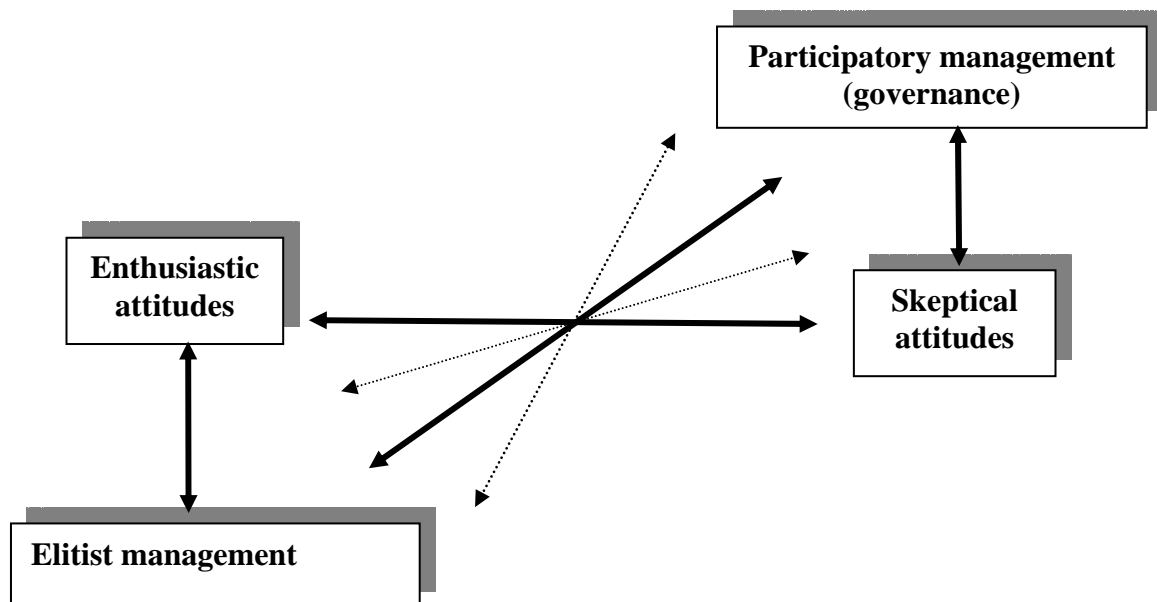 Participatory management
(governance)
Enthusiastic
attitudes
Skeptical
attitudes
Elitist management